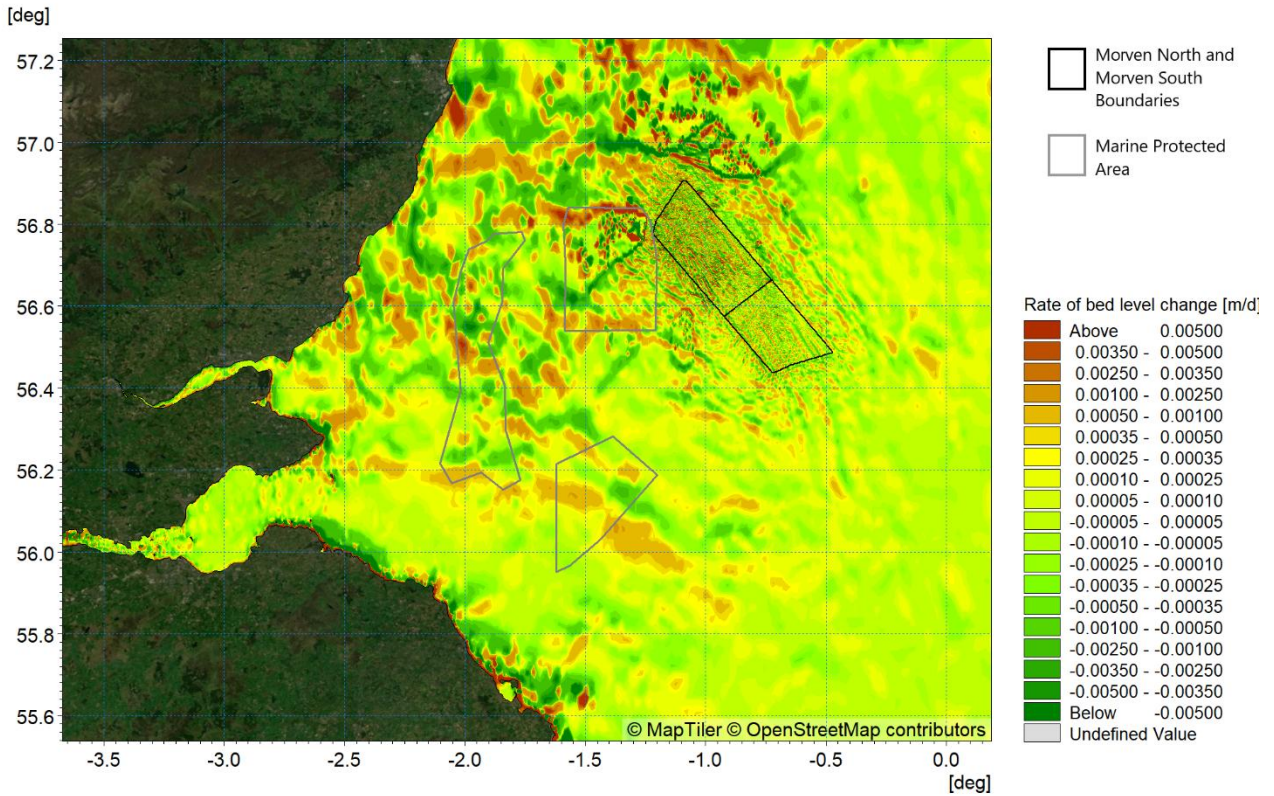 [deg]
57.2
57.0
56.8
56.6
56.4
56.2
56.0
55.8
55.6
-3.5 -3.0 -2.5 -2.0 -1.5 -1.0 -0.5 0.0
[deg]
© MapTiler © OpenStreetMap contributors
Morven North and
Morven South
Boundaries
Marine Protected
Area
Rate of bed level change [m/d]
Above 0.00500
0.00350 - 0.00500
0.00250 - 0.00350
0.00100 - 0.00250
0.00050 - 0.00100
0.00035 - 0.00050
0.00025 - 0.00035
0.00010 - 0.00025
0.00005 - 0.00010
-0.00005 - 0.00005
-0.00010 - -0.00005
-0.00025 - -0.00010
-0.00035 - -0.00025
-0.00050 - -0.00035
-0.00100 - -0.00050
-0.00250 - -0.00100
-0.00350 - -0.00250
-0.00500 - -0.00350
Below -0.00500
Undefined Value